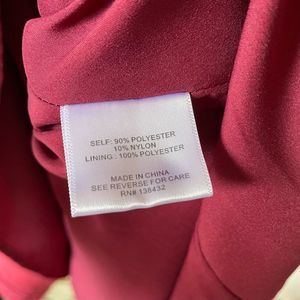 SELF: 90% POLYESTER
10% NYLON
LINING : 100% POLYESTER
MADE IN CHINA
SEE REVERSE FOR CARE
RN# 138432